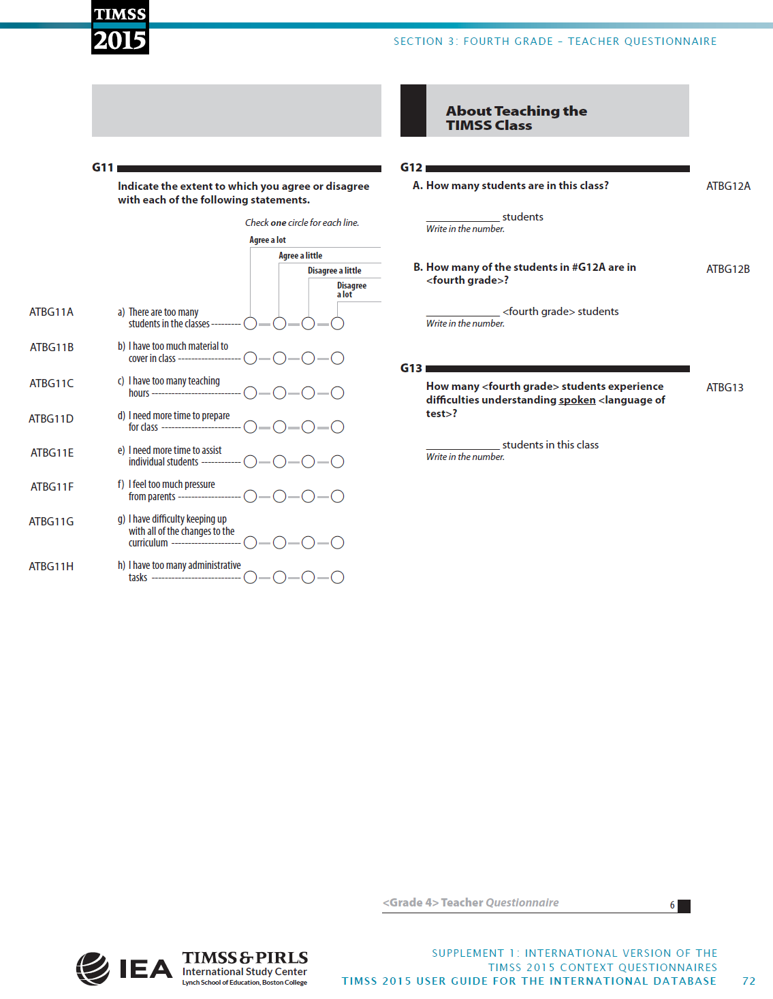 TIMSS
2015
SECTION 3: FOURTH GRADE – TEACHER QUESTIONNAIRE
G11
Indicate the extent to which you agree or disagree
with each of the following statements.
Check one circle for each line.
Agree a lot
Agree a little
Disagree a little
Disagree
a lot
ATBG11A a) There are too many
students in the classes ---------
ATBG11B b) I have too much material to
cover in class -------------------
ATBG11C c) I have too many teaching
hours ---------------------------
ATBG11D d) I need more time to prepare
for class ------------------------
ATBG11E e) I need more time to assist
individual students ------------
ATBG11F f) I feel too much pressure
from parents -------------------
ATBG11G g) I have difficulty keeping up
with all of the changes to the
curriculum ---------------------
ATBG11H h) I have too many administrative
tasks ---------------------------
About Teaching the
TIMSS Class
G12
A. How many students are in this class? ATBG12A
_____________ students
Write in the number.
B. How many of the students in #G12A are in ATBG12B
<fourth grade>?
_____________ <fourth grade> students
Write in the number.
G13
How many <fourth grade> students experience ATBG13
difficulties understanding spoken <language of
test>?
_____________ students in this class
Write in the number.
<Grade 4> Teacher Questionnaire 6
IEA
TIMSS & PIRLS
International Study Center
Lynch School of Education, Boston College
SUPPLEMENT 1: INTERNATIONAL VERSION OF THE
TIMSS 2015 CONTEXT QUESTIONNAIRES
TIMSS 2015 USER GUIDE FOR THE INTERNATIONAL DATABASE 72